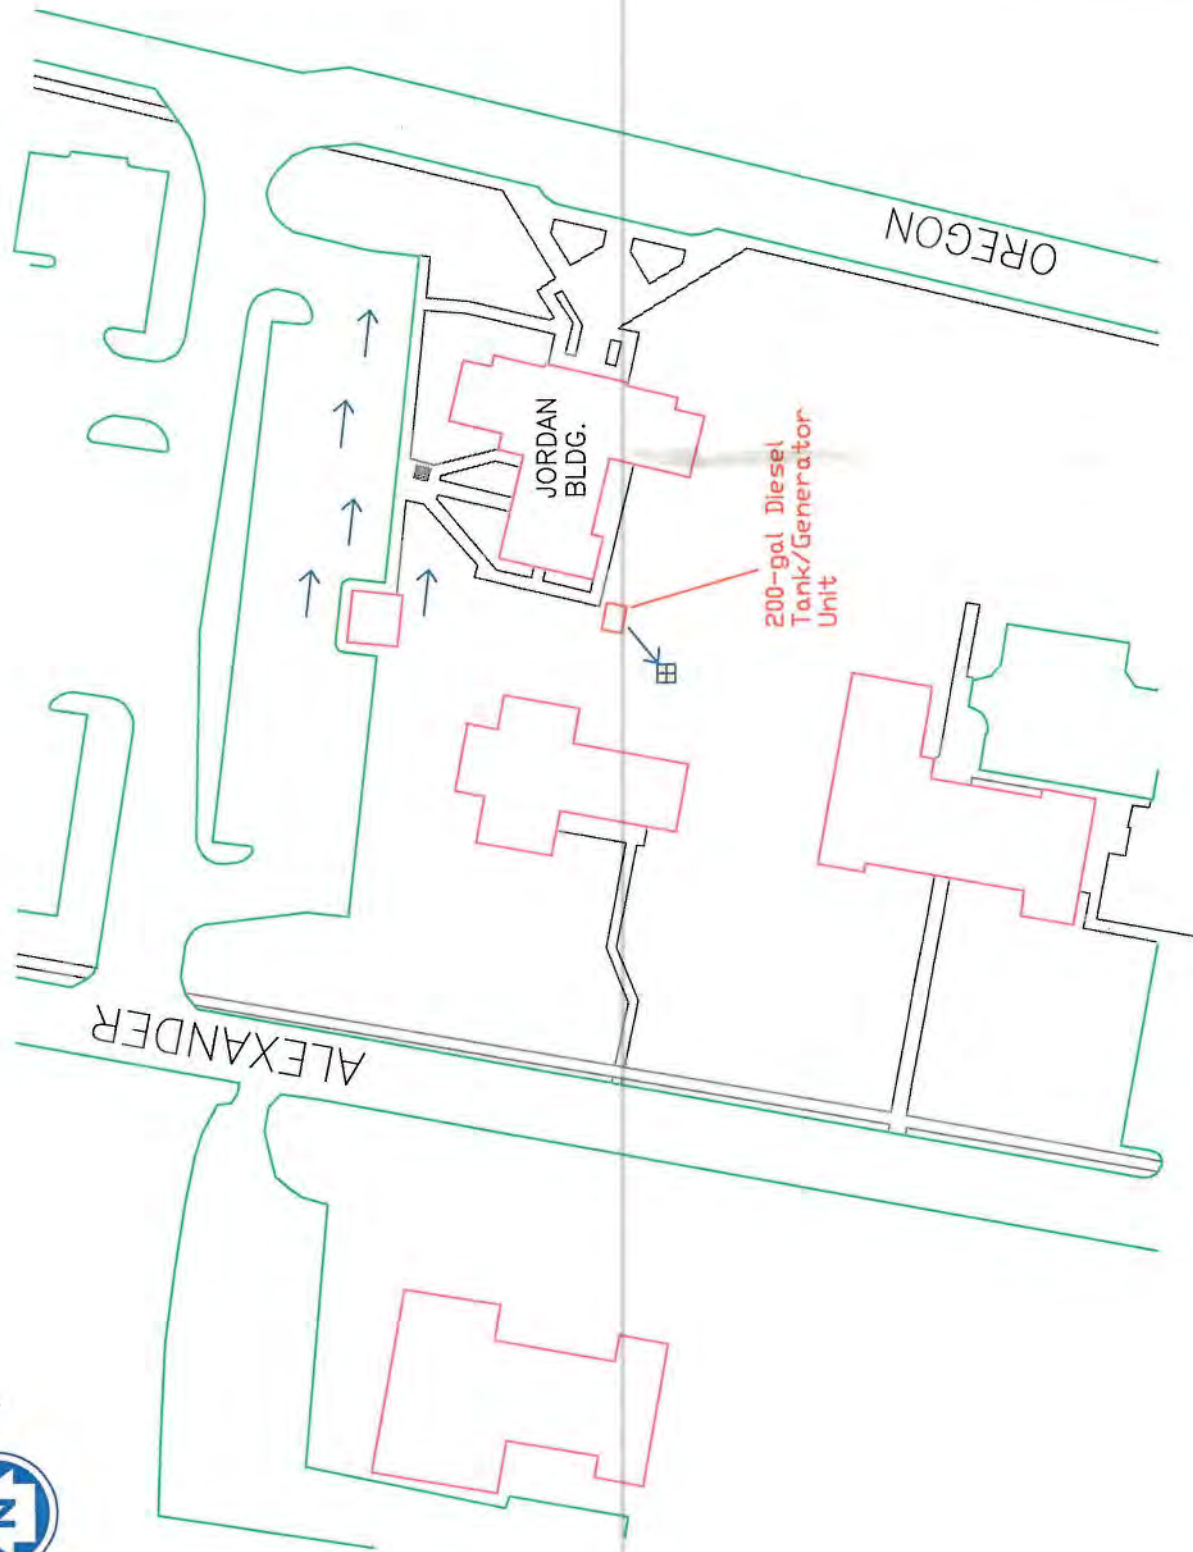 OREGON
JORDAN
BLDG.
200-gal Diesel
Tank/Generator
Unit
ALEXANDER
N